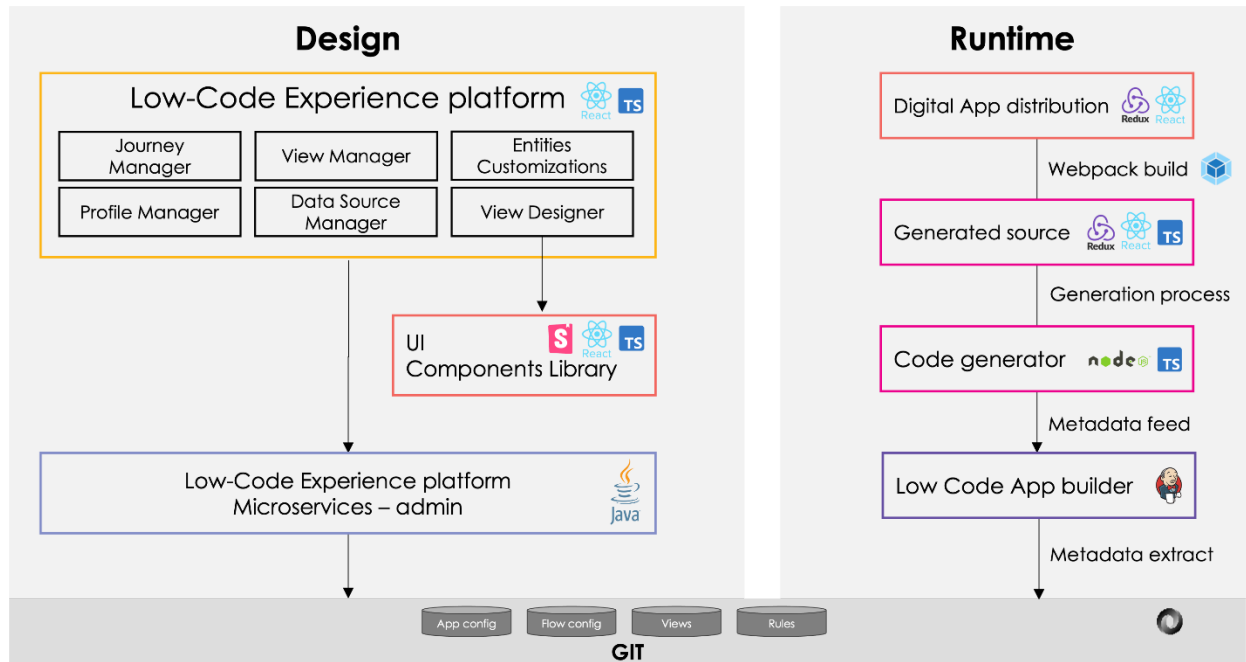 Design
Low-Code Experience platform
React
TS
Journey
Manager
View Manager
Entities
Customizations
Profile Manager
Data Source
Manager
View Designer
UI
Components Library
S
React
TS
Low-Code Experience platform
Microservices – admin
Java
Runtime
Digital App distribution
Redux
React
Webpack build
Generated source
Redux
React
TS
Generation process
Code generator
node
JS
TS
Metadata feed
Low Code App builder
Metadata extract
App config
Flow config
Views
Rules
GIT